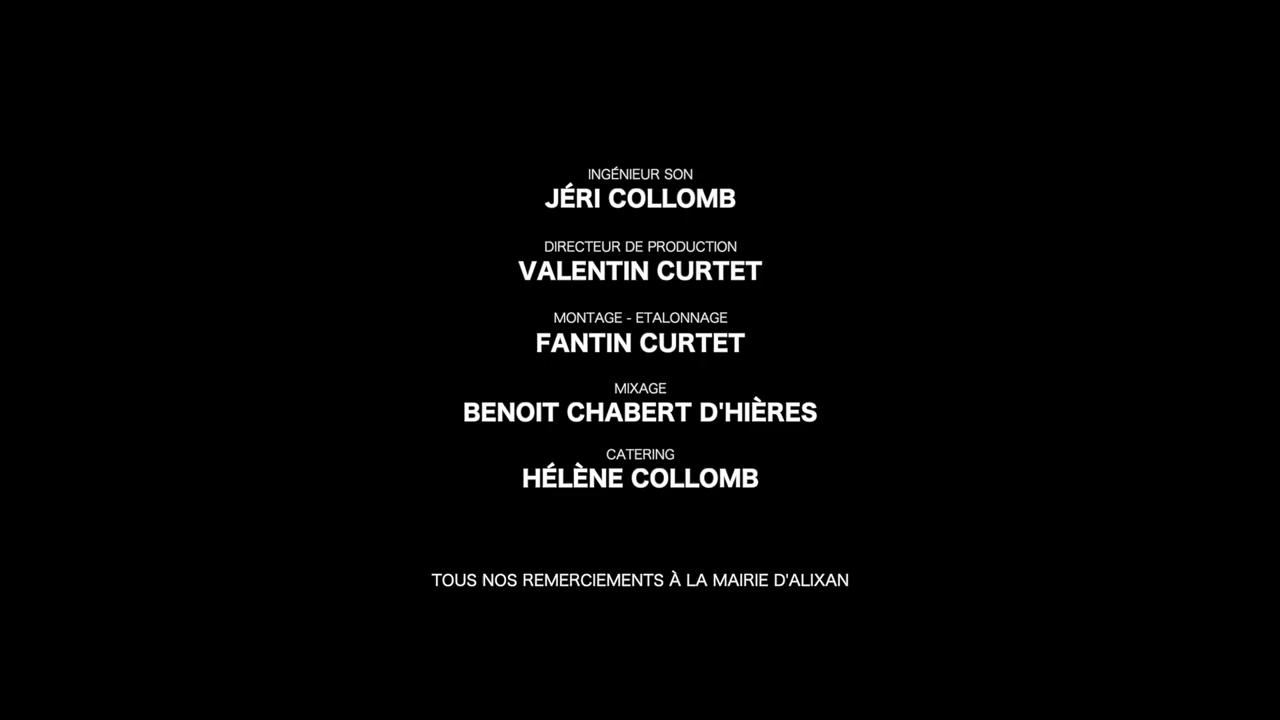 INGÉNIEUR SON
JÉRI COLLOMB
DIRECTEUR DE PRODUCTION
VALENTIN CURTET
MONTAGE - ETALONNAGE
FANTIN CURTET
MIXAGE
BENOIT CHABERT D'HIÈRES
CATERING
HÉLÈNE COLLOMB
TOUS NOS REMERCIEMENTS À LA MAIRIE D'ALIXAN